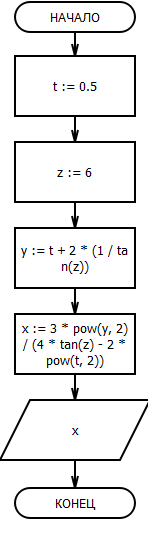 НАЧАЛО
t := 0.5
z := 6
y := t + 2 * (1 / ta
n(z))
x := 3 * pow(y, 2)
/ (4 * tan(z) - 2 *
pow(t, 2))
x
КОНЕЦ